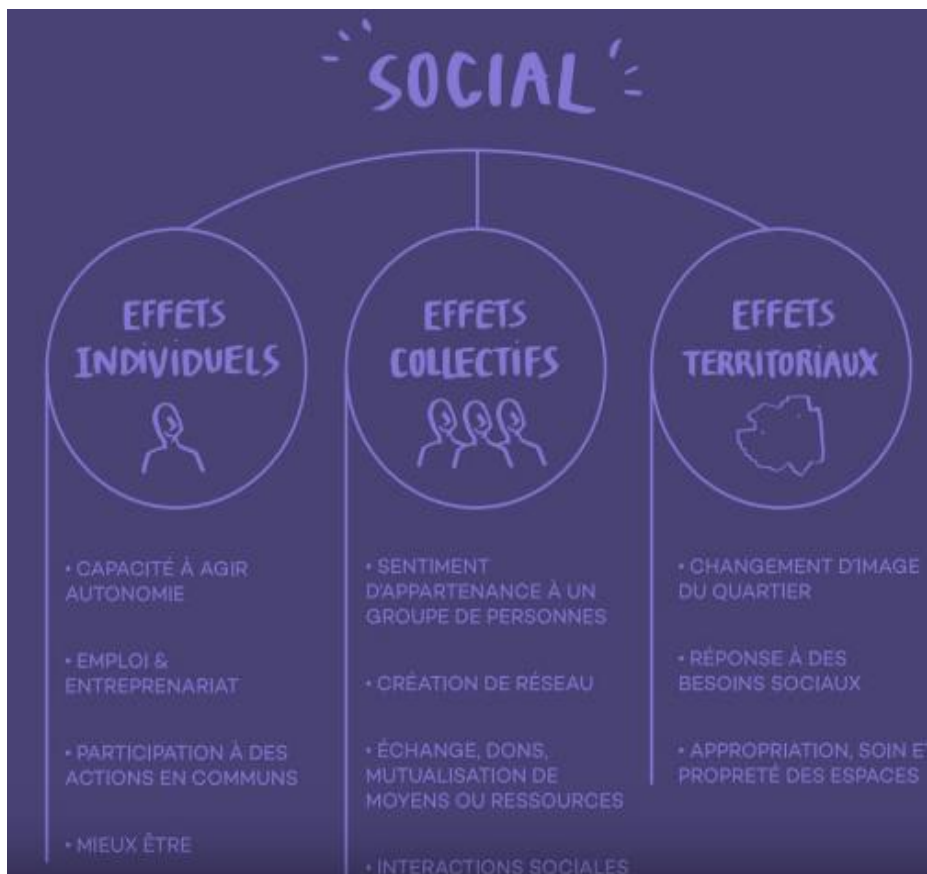 SOCIAL
EFFETS
INDIVIDUELS
• CAPACITÉ À AGIR
AUTONOMIE
• EMPLOI &
ENTREPRENARIAT
• PARTICIPATION À DES
ACTIONS EN COMMUNS
• MIEUX ÊTRE
EFFETS
COLLECTIFS
• SENTIMENT
D'APPARTENANCE À UN
GROUPE DE PERSONNES
• CRÉATION DE RÉSEAU
• ÉCHANGE, DONS,
MUTUALISATION DE
MOYENS OU RESSOURCES
• INTERACTIONS SOCIALES
EFFETS
TERRITORIAUX
• CHANGEMENT D'IMAGE
DU QUARTIER
• RÉPONSE À DES
BESOINS SOCIAUX
• APPROPRIATION, SOIN ET
PROPRETÉ DES ESPACES